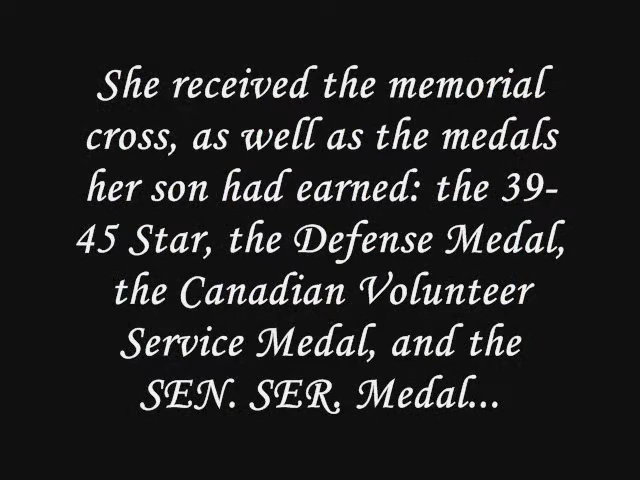 She received the memorial
cross, as well as the medals
her son had earned: the 39-
45 Star, the Defense Medal,
the Canadian Volunteer
Service Medal, and the
SEN. SER. Medal...